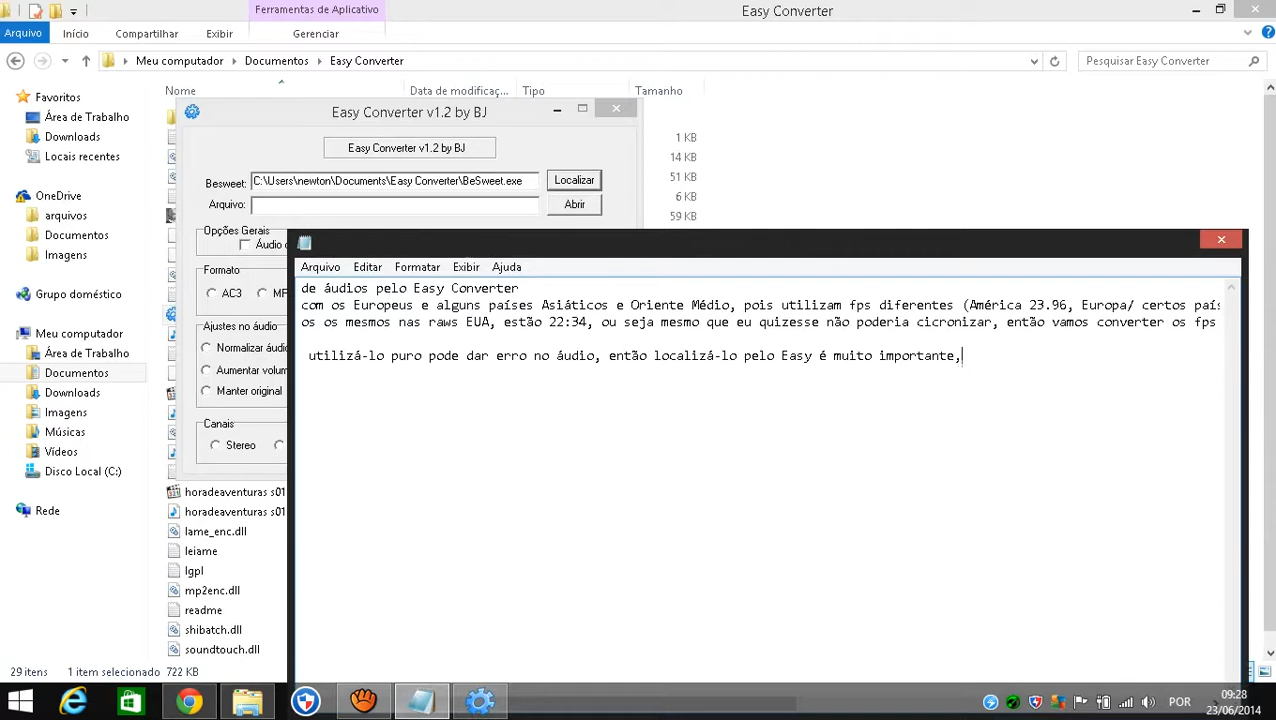 Ferramentas de Aplicativo
Easy Converter
Arquivo
Início
Compartilhar
Exibir
Gerenciar
Meu computador
Documentos
Easy Converter
Pesquisar Easy Converter
Nome
Data de modificaç...
Tipo
Tamanho
Favoritos
Área de Trabalho
Downloads
Locais recentes
OneDrive
arquivos
Documentos
Imagens
Grupo doméstico
Meu computador
Área de Trabalho
Documentos
Imagens
Músicas
Vídeos
Disco Local (C:)
Rede
Easy Converter v1.2 by BJ
Easy Converter v1.2 by BJ
Besweet:
C:\Users\newton\Documents\Easy Converter\BeSweet.exe
Localizar
Arquivo:
Abrir
Opções Gerais
Áudio
Formato
AC3
Ajustes no áudio
Normalizar áudio
Aumentar volum
Manter original
Canais
Stereo
1 KB
14 KB
51 KB
6 KB
59 KB
Arquivo Editar Formatar Exibir Ajuda
de áudios pelo Easy Converter
com os Europeus e alguns países Asiáticos e Oriente Médio, pois utilizam fps diferentes (América 23.96, Europa/ certos país
os os mesmos nas raws EUA, estão 22:34, ou seja mesmo que eu quizesse não poderia cicronizar, então vamos converter os fps
utilizá-lo puro pode dar erro no áudio, então localizá-lo pelo Easy é muito importante,
horadeaventuras s01
horadeaventuras s01
lame_enc.dll
leiame
lgpl
mp2enc.dll
readme
shibatch.dll
soundtouch.dll
29 itens
1 item selecionado 722 KB
POR
09:28
23/06/2014